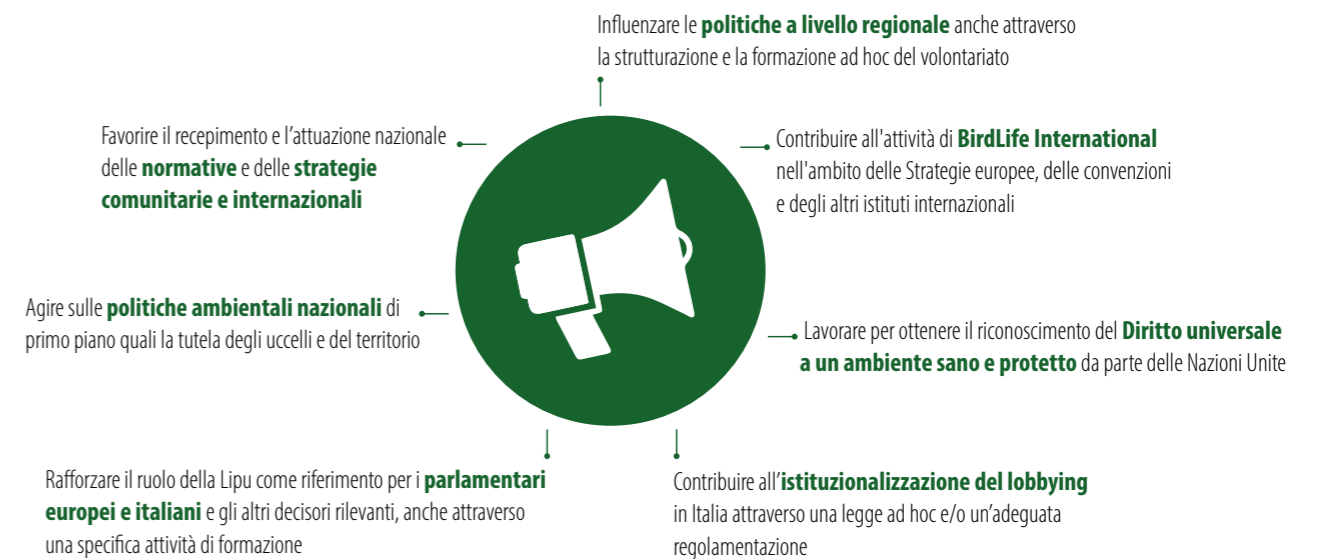 Influenzare le politiche a livello regionale anche attraverso
la strutturazione e la formazione ad hoc del volontariato
Favorire il recepimento e l'attuazione nazionale
delle normative e delle strategie
comunitarie e internazionali
Contribuire all'attività di BirdLife International
nell'ambito delle Strategie europee, delle convenzioni
e degli altri istituti internazionali
Agire sulle politiche ambientali nazionali di
primo piano quali la tutela degli uccelli e del territorio
Lavorare per ottenere il riconoscimento del Diritto universale
a un ambiente sano e protetto da parte delle Nazioni Unite
Rafforzare il ruolo della Lipu come riferimento per i parlamentari
europei e italiani e gli altri decisori rilevanti, anche attraverso
una specifica attività di formazione
Contribuire all'istituzionalizzazione del lobbying
in Italia attraverso una legge ad hoc e/o un'adeguata
regolamentazione